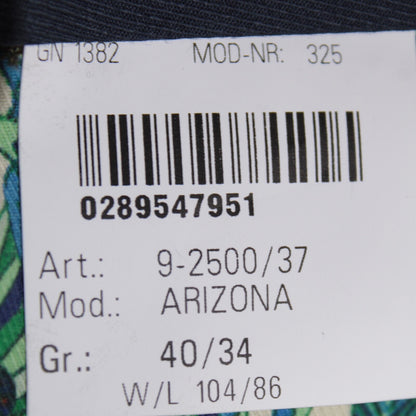 GN 1382 MOD-NR: 325
0289547951
Art.: 9-2500/37
Mod.: ARIZONA
Gr.: 40/34
W/L 104/86